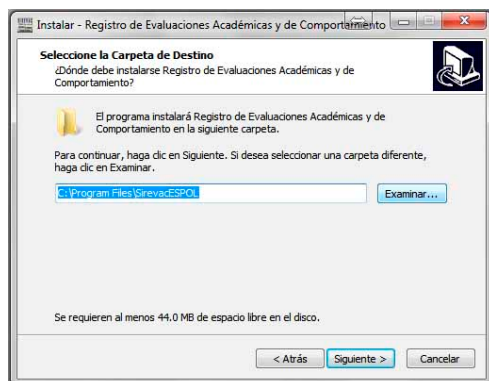 Instalar - Registro de Evaluaciones Académicas y de Comportamiento
Seleccione la Carpeta de Destino
¿Dónde debe instalarse Registro de Evaluaciones Académicas y de
Comportamiento?
El programa instalará Registro de Evaluaciones Académicas y de
Comportamiento en la siguiente carpeta.
Para continuar, haga clic en Siguiente. Si desea seleccionar una carpeta diferente,
haga clic en Examinar.
C:\Program Files\SirevacESPOL
Examinar...
Se requieren al menos 44.0 MB de espacio libre en el disco.
< Atrás Siguiente > Cancelar